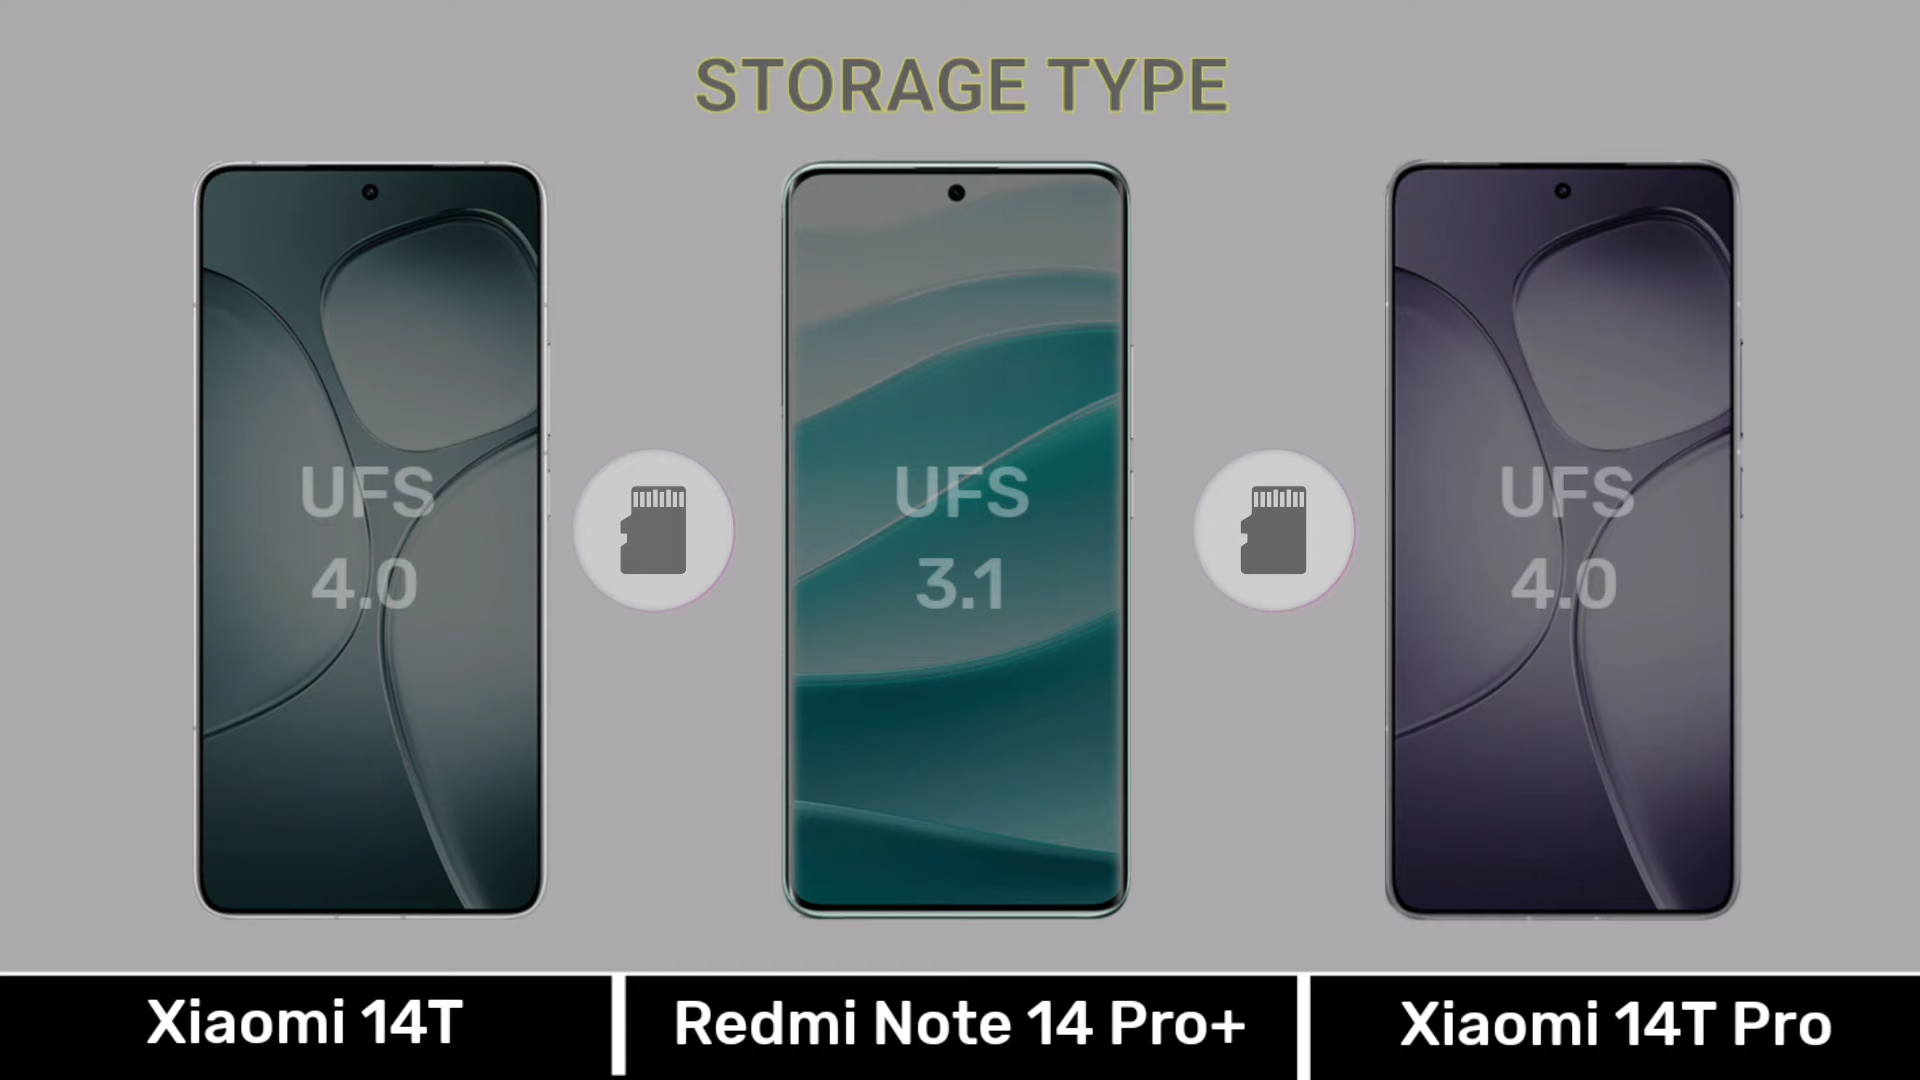 STORAGE TYPE
UFS
4.0
UFS
3.1
UFS
4.0
Xiaomi 14T
Redmi Note 14 Pro+
Xiaomi 14T Pro